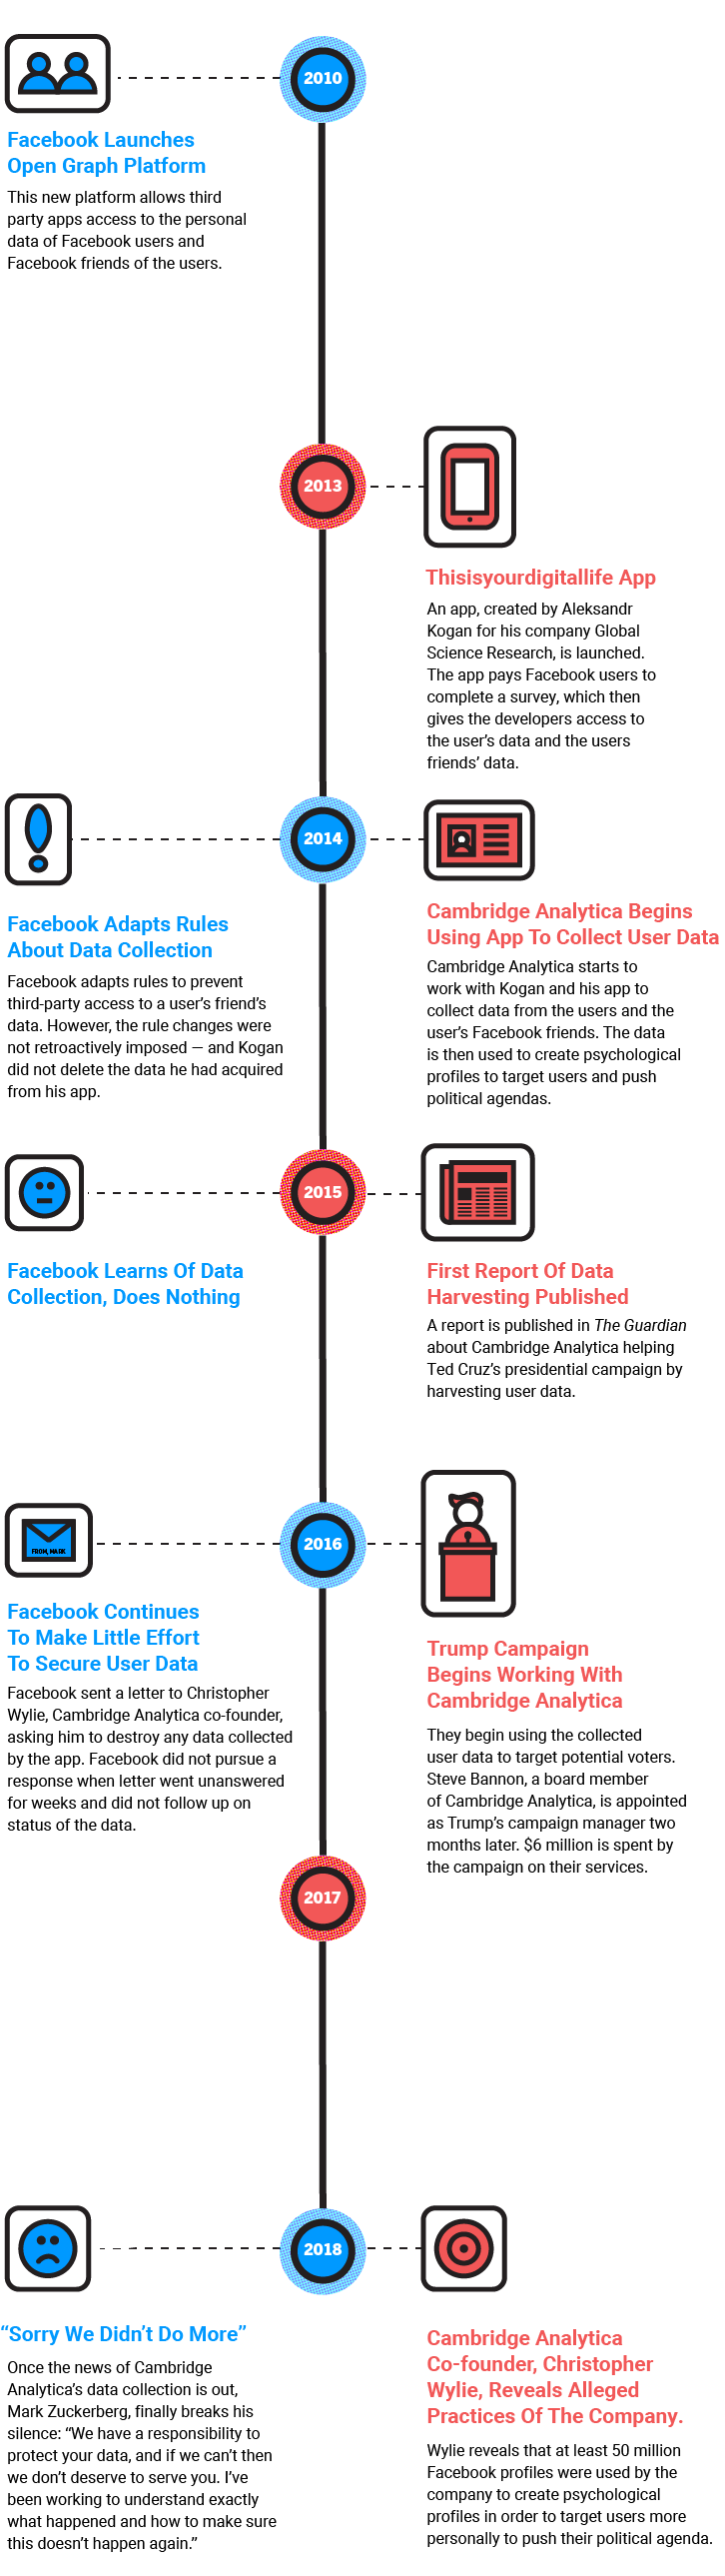 2010
Facebook Launches
Open Graph Platform
This new platform allows third
party apps access to the personal
data of Facebook users and
Facebook friends of the users.
2013
Thisisyourdigitallife App
An app, created by Aleksandr
Kogan for his company Global
Science Research, is launched.
The app pays Facebook users to
complete a survey, which then
gives the developers access to
the user’s data and the users
friends’ data.
2014
Facebook Adapts Rules
About Data Collection
Facebook adapts rules to prevent
third-party access to a user’s friend’s
data. However, the rule changes were
not retroactively imposed — and Kogan
did not delete the data he had acquired
from his app.
Cambridge Analytica Begins
Using App To Collect User Data
Cambridge Analytica starts to
work with Kogan and his app to
collect data from the users and the
user’s Facebook friends. The data
is then used to create psychological
profiles to target users and push
political agendas.
2015
Facebook Learns Of Data
Collection, Does Nothing
First Report Of Data
Harvesting Published
A report is published in The Guardian
about Cambridge Analytica helping
Ted Cruz’s presidential campaign by
harvesting user data.
2016
FROM, MARK
Facebook Continues
To Make Little Effort
To Secure User Data
Facebook sent a letter to Christopher
Wylie, Cambridge Analytica co-founder,
asking him to destroy any data collected
by the app. Facebook did not pursue a
response when letter went unanswered
for weeks and did not follow up on
status of the data.
Trump Campaign
Begins Working With
Cambridge Analytica
They begin using the collected
user data to target potential voters.
Steve Bannon, a board member
of Cambridge Analytica, is appointed
as Trump’s campaign manager two
months later. $6 million is spent by
the campaign on their services.
2017
2018
“Sorry We Didn’t Do More”
Once the news of Cambridge
Analytica’s data collection is out,
Mark Zuckerberg, finally breaks his
silence: “We have a responsibility to
protect your data, and if we can’t then
we don’t deserve to serve you. I’ve
been working to understand exactly
what happened and how to make sure
this doesn’t happen again.”
Cambridge Analytica
Co-founder, Christopher
Wylie, Reveals Alleged
Practices Of The Company.
Wylie reveals that at least 50 million
Facebook profiles were used by the
company to create psychological
profiles in order to target users more
personally to push their political agenda.